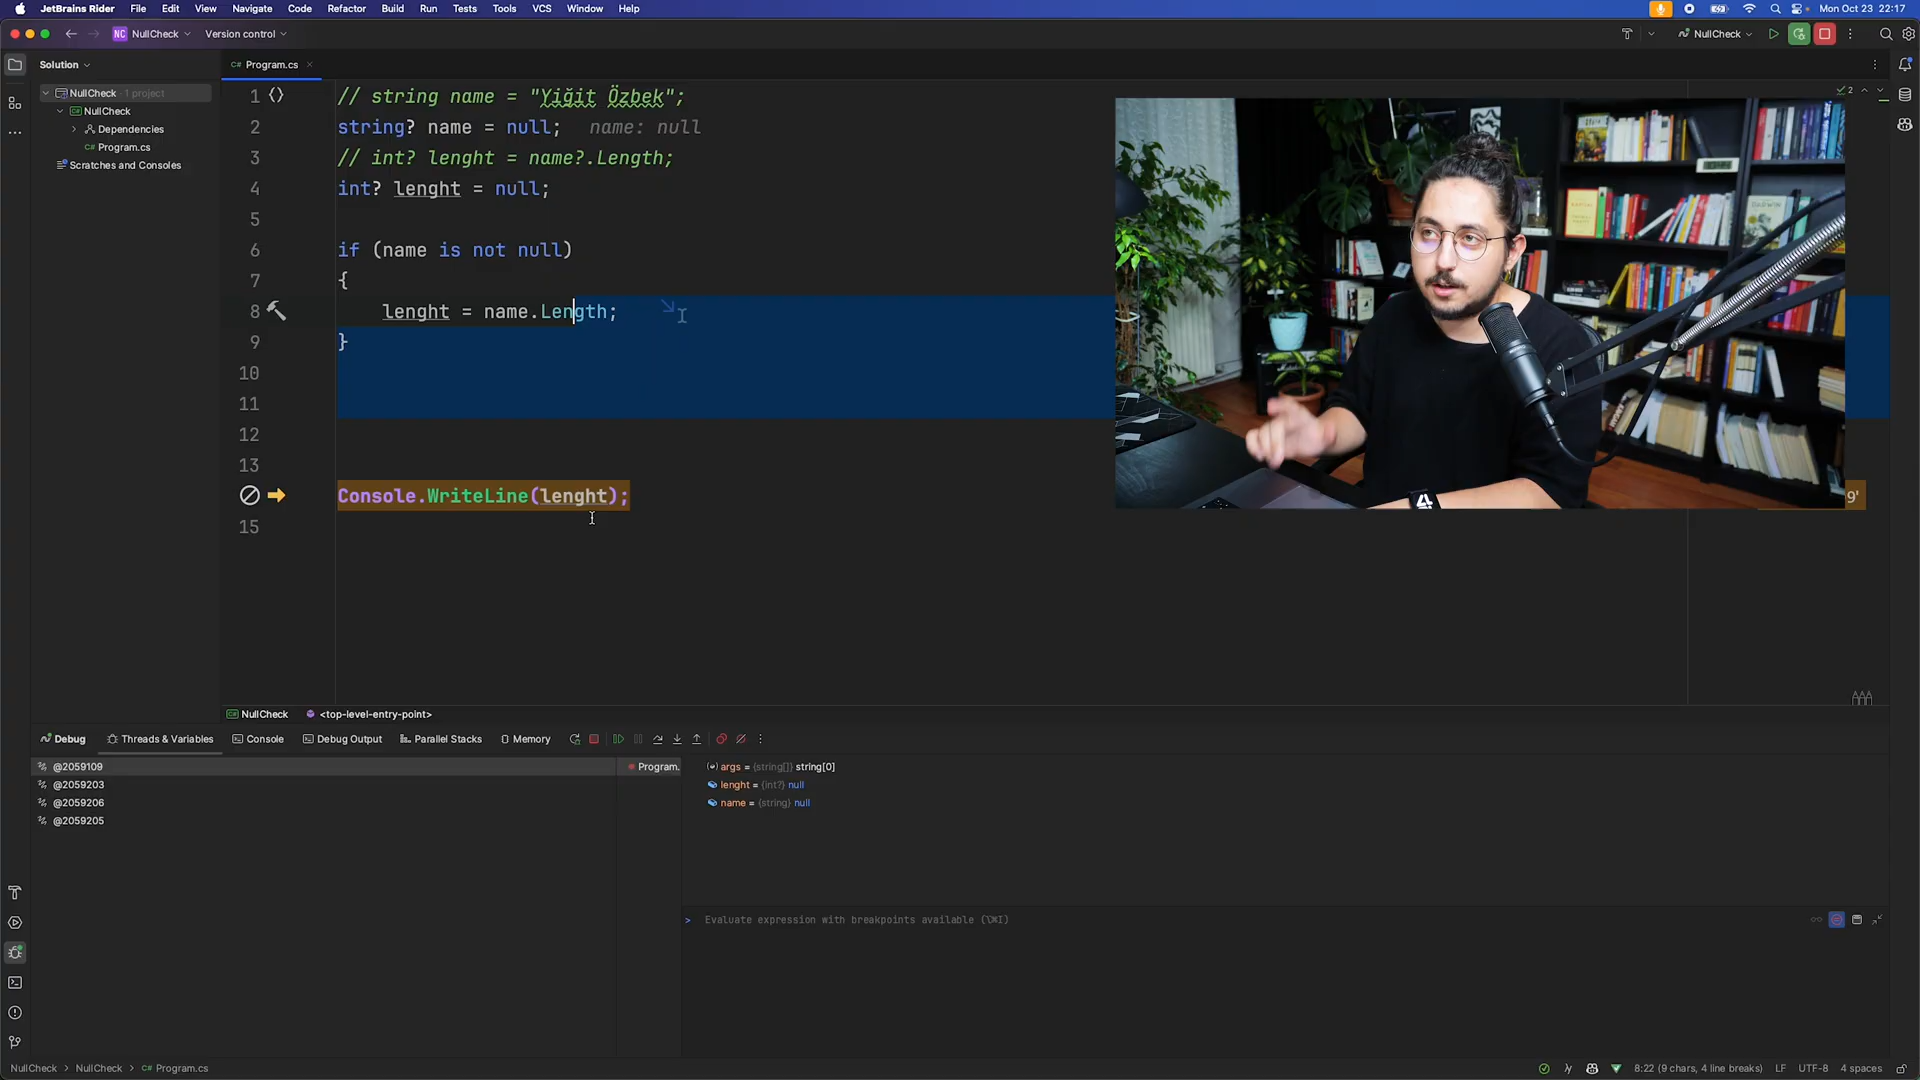 JetBrains Rider File Edit View Navigate Code Refactor Build Run Tests Tools VCS Window Help Mon Oct 23 22:17
NC NullCheck Version control NullCheck
Solution Program.cs
NullCheck · 1 project
NullCheck
Dependencies
Program.cs
Scratches and Consoles
1 // string name = "Yiğit Özbek";
2 string? name = null; name: null
3 // int? lenght = name?.Length;
4 int? lenght = null;
5
6 if (name is not null)
7 {
8 lenght = name.Length;
9 }
10
11
12
13
Console.WriteLine(lenght); 9'
15
2
NullCheck <top-level-entry-point>
Debug Threads & Variables Console Debug Output Parallel Stacks Memory
@2059109
@2059203
@2059206
@2059205
Program.
args = {string[]} string[0]
lenght = {int?} null
name = {string} null
> Evaluate expression with breakpoints available (⌥⌘I)
NullCheck > NullCheck > C# Program.cs 8:22 (9 chars, 4 line breaks) LF UTF-8 4 spaces